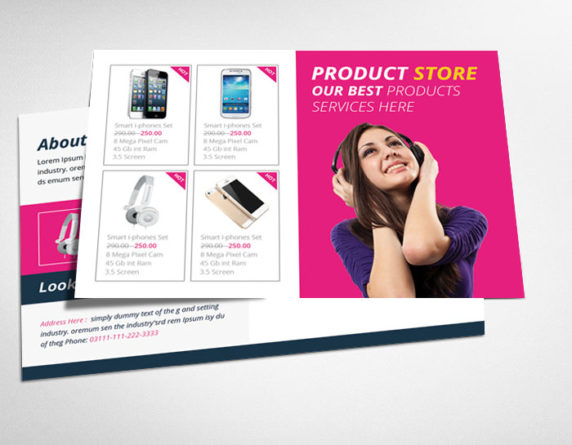 HOT
HOT
Smart i-phones Set
290.00 -250.00
8 Mega Pixel Cam
45 Gb int Ram
3.5 Screen
Smart i-phones Set
290.00 -250.00
8 Mega Pixel Cam
45 Gb int Ram
3.5 Screen
HOT
HOT
Smart i-phones Set
290.00 -250.00
8 Mega Pixel Cam
45 Gb int Ram
3.5 Screen
Smart i-phones Set
290.00 -250.00
8 Mega Pixel Cam
45 Gb int Ram
3.5 Screen
PRODUCT STORE
OUR BEST PRODUCTS
SERVICES HERE
About
Lorem Ipsum
industry. orem
ds emum sen
Look
Address Here : simply dummy text of the g and setting
industry. oremum sen the industry'srd rem Ipsum isy du
of theg Phone: 03111-111-222-3333